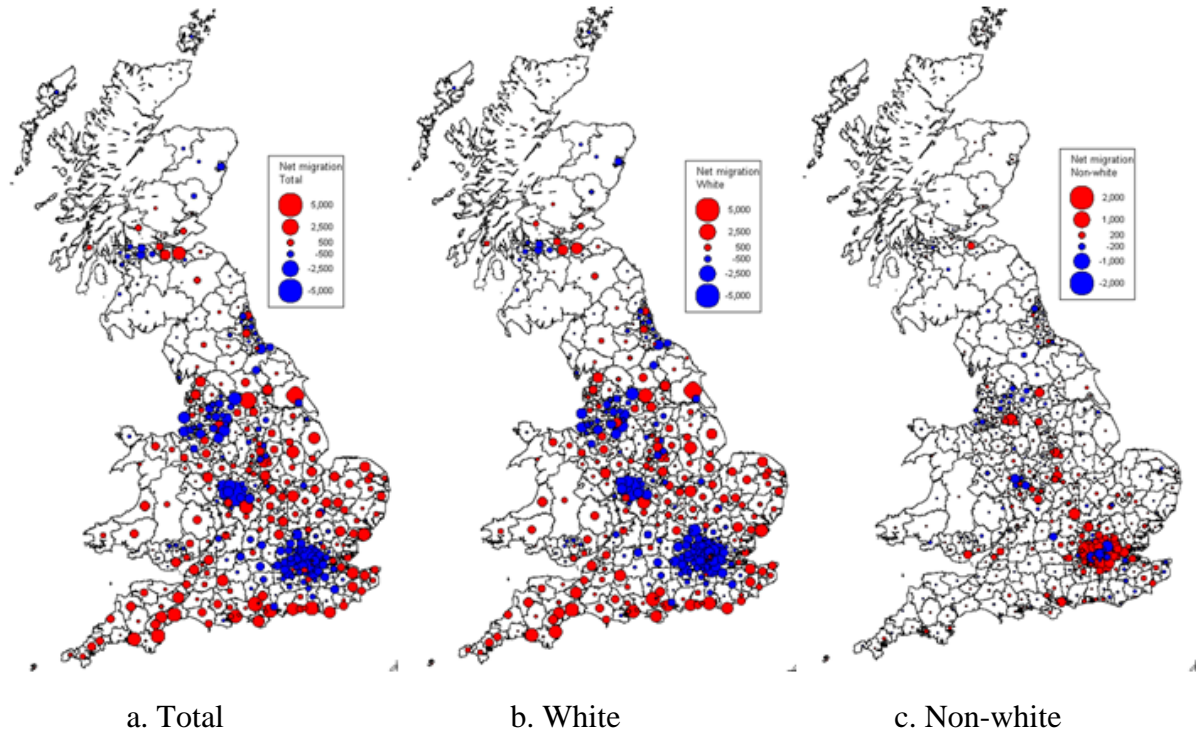 Net migration
Total
5,000
2,500
500
-500
-2,500
-5,000
Net migration
White
5,000
2,500
500
-500
-2,500
-5,000
Net migration
Non-white
2,000
1,000
200
-200
-1,000
-2,000
a. Total
b. White
c. Non-white